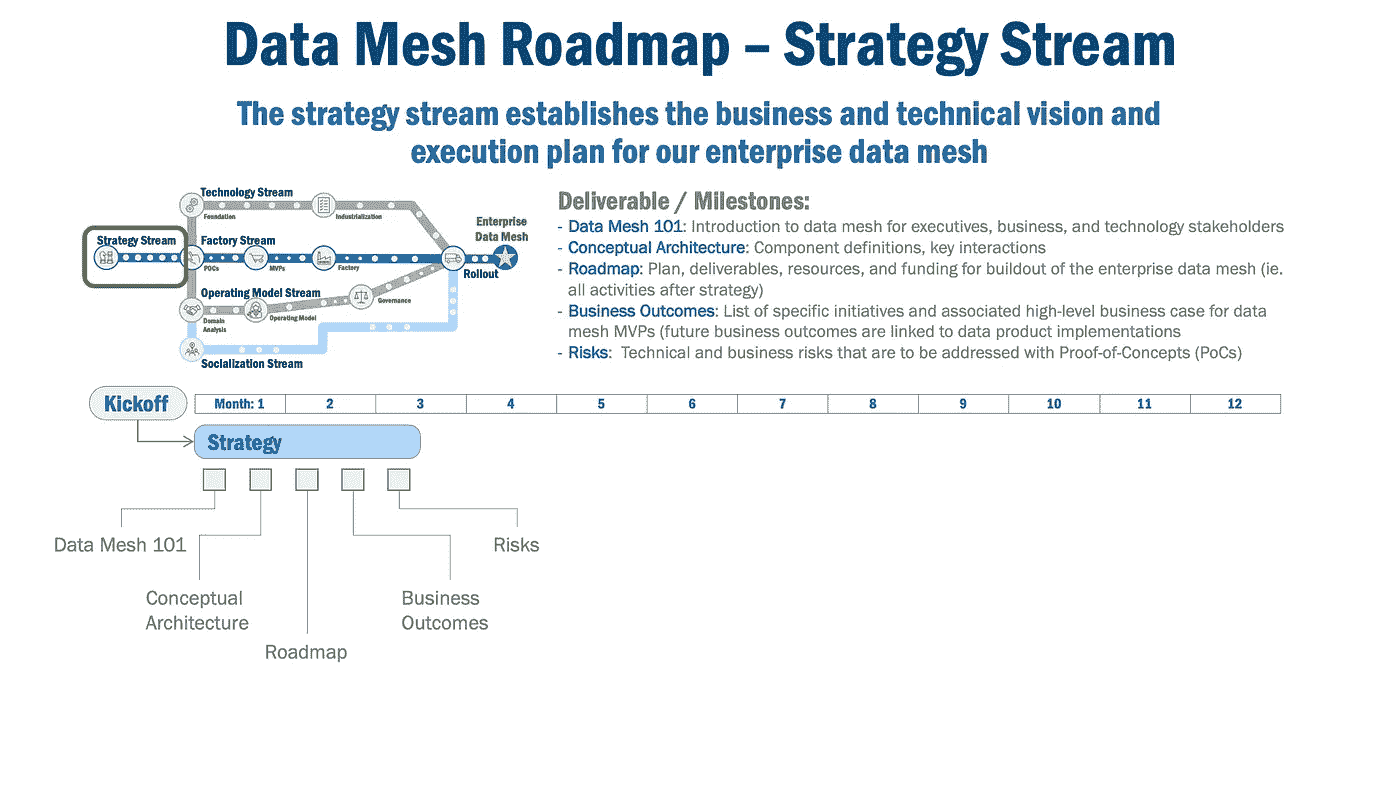 Data Mesh Roadmap – Strategy Stream
The strategy stream establishes the business and technical vision and
execution plan for our enterprise data mesh
Technology Stream
Foundation
Industrialization
Strategy Stream
Factory Stream
POCs
MVPs
Factory
Enterprise
Data Mesh
Rollout
Operating Model Stream
Domain
Analysis
Operating Model
Governance
Socialization Stream
Deliverable / Milestones:
- Data Mesh 101: Introduction to data mesh for executives, business, and technology stakeholders
- Conceptual Architecture: Component definitions, key interactions
- Roadmap: Plan, deliverables, resources, and funding for buildout of the enterprise data mesh (ie.
all activities after strategy)
- Business Outcomes: List of specific initiatives and associated high-level business case for data
mesh MVPs (future business outcomes are linked to data product implementations
- Risks: Technical and business risks that are to be addressed with Proof-of-Concepts (PoCs)
Kickoff
Month: 1 2 3 4 5 6 7 8 9 10 11 12
Strategy
Data Mesh 101
Risks
Conceptual
Architecture
Business
Outcomes
Roadmap